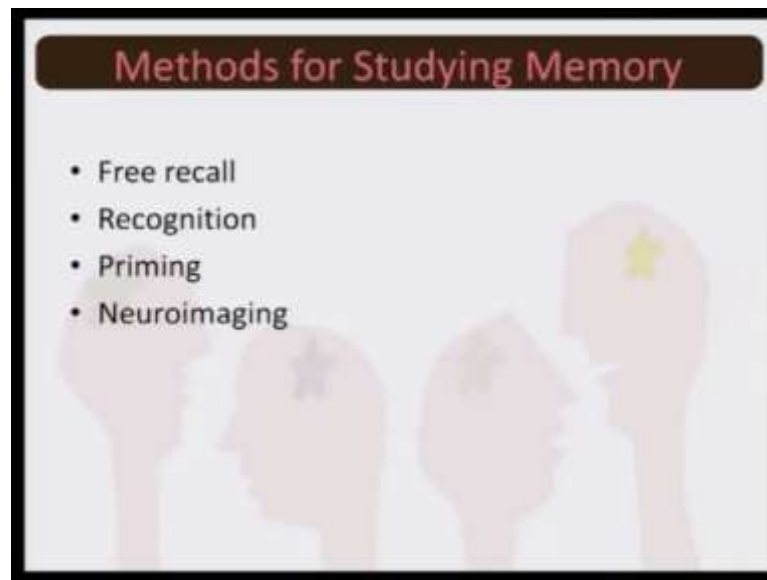 Methods for Studying Memory
• Free recall
• Recognition
• Priming
• Neuroimaging